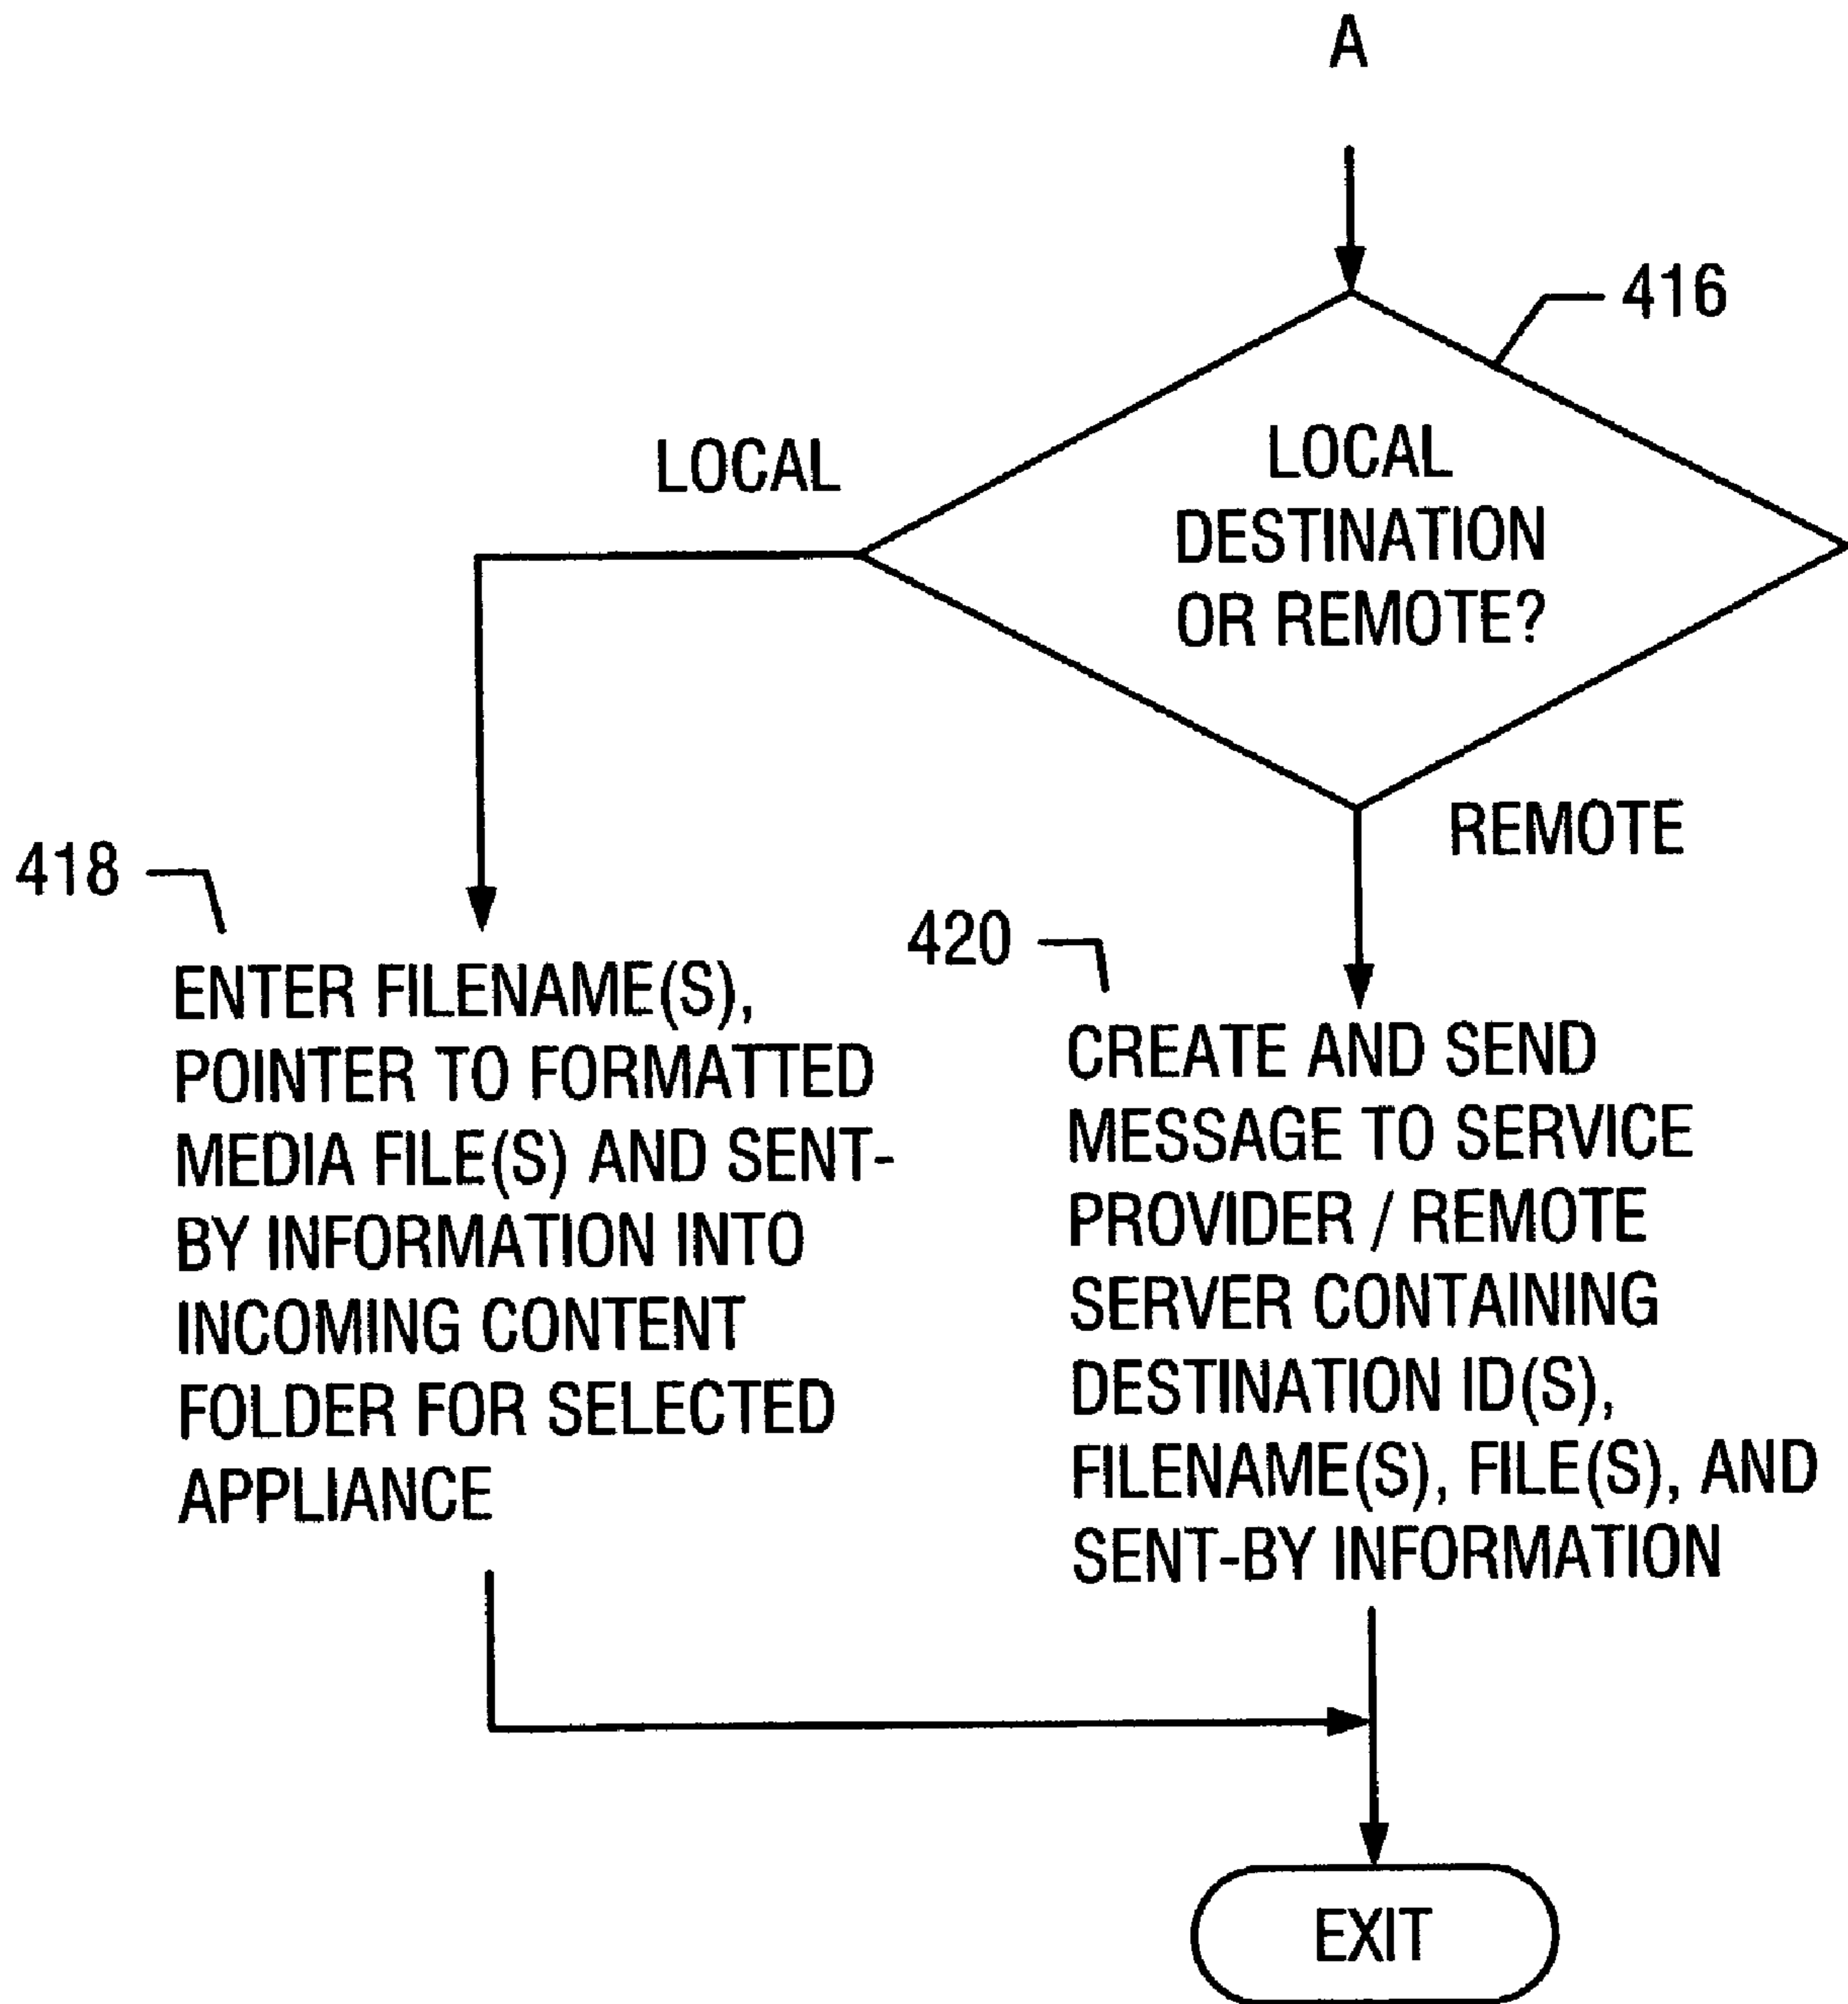 A
416
LOCAL
LOCAL
DESTINATION
OR REMOTE?
REMOTE
418
ENTER FILENAME(S),
POINTER TO FORMATTED
MEDIA FILE(S) AND SENT-
BY INFORMATION INTO
INCOMING CONTENT
FOLDER FOR SELECTED
APPLIANCE
420
CREATE AND SEND
MESSAGE TO SERVICE
PROVIDER / REMOTE
SERVER CONTAINING
DESTINATION ID(S),
FILENAME(S), FILE(S), AND
SENT-BY INFORMATION
EXIT